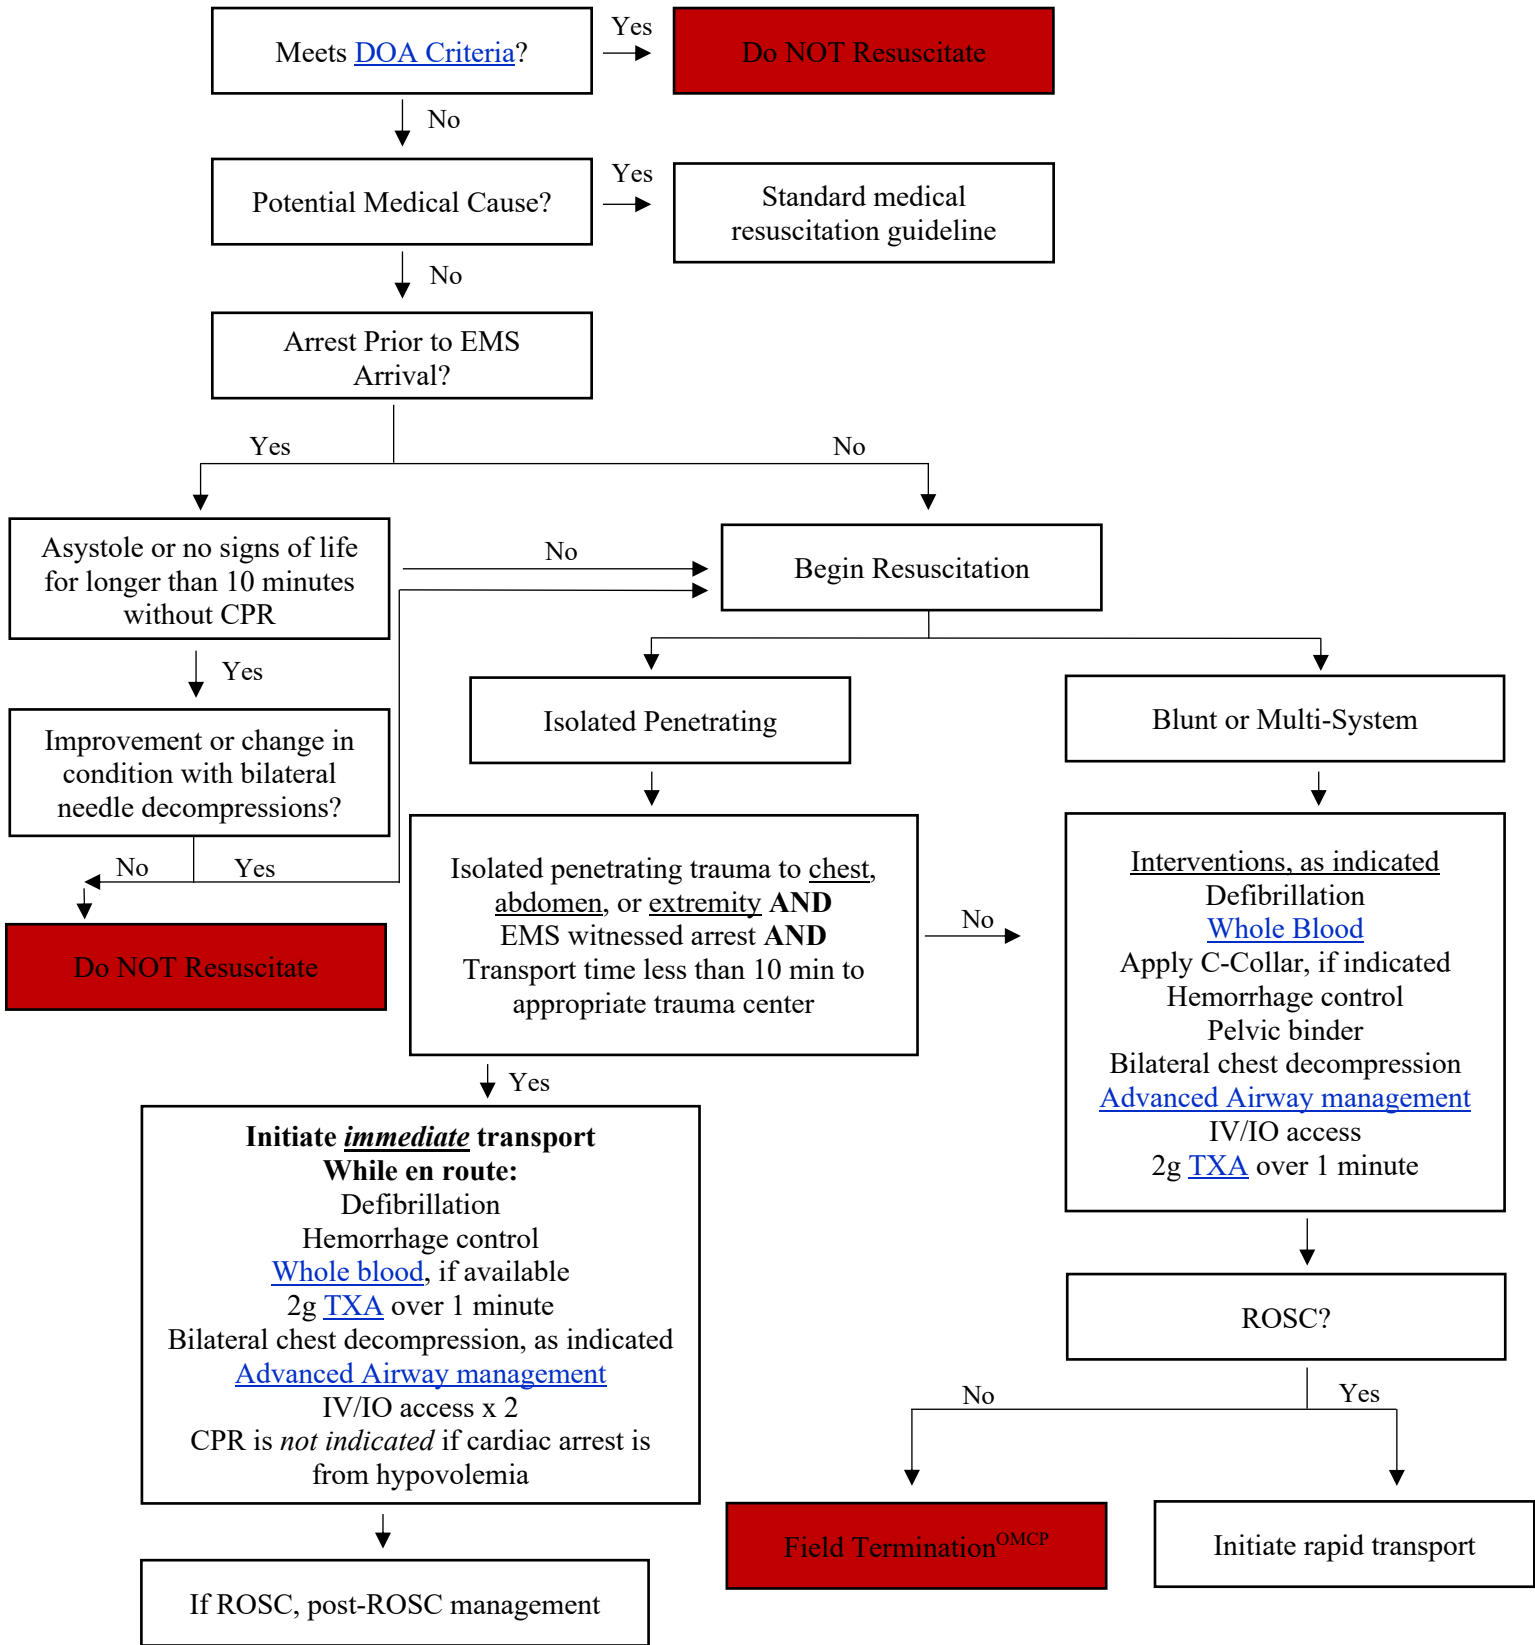 Meets DOA Criteria?
Yes
Do NOT Resuscitate
No
Potential Medical Cause?
Yes
Standard medical
resuscitation guideline
No
Arrest Prior to EMS
Arrival?
Yes
No
Asystole or no signs of life
for longer than 10 minutes
without CPR
No
Begin Resuscitation
Yes
Improvement or change in
condition with bilateral
needle decompressions?
No
Yes
Do NOT Resuscitate
Isolated Penetrating
Blunt or Multi-System
Isolated penetrating trauma to chest,
abdomen, or extremity AND
EMS witnessed arrest AND
Transport time less than 10 min to
appropriate trauma center
No
Interventions, as indicated
Defibrillation
Whole Blood
Apply C-Collar, if indicated
Hemorrhage control
Pelvic binder
Bilateral chest decompression
Advanced Airway management
IV/IO access
2g TXA over 1 minute
Yes
Initiate immediate transport
While en route:
Defibrillation
Hemorrhage control
Whole blood, if available
2g TXA over 1 minute
Bilateral chest decompression, as indicated
Advanced Airway management
IV/IO access x 2
CPR is not indicated if cardiac arrest is
from hypovolemia
ROSC?
No
Yes
Field Termination OMCP
Initiate rapid transport
If ROSC, post-ROSC management